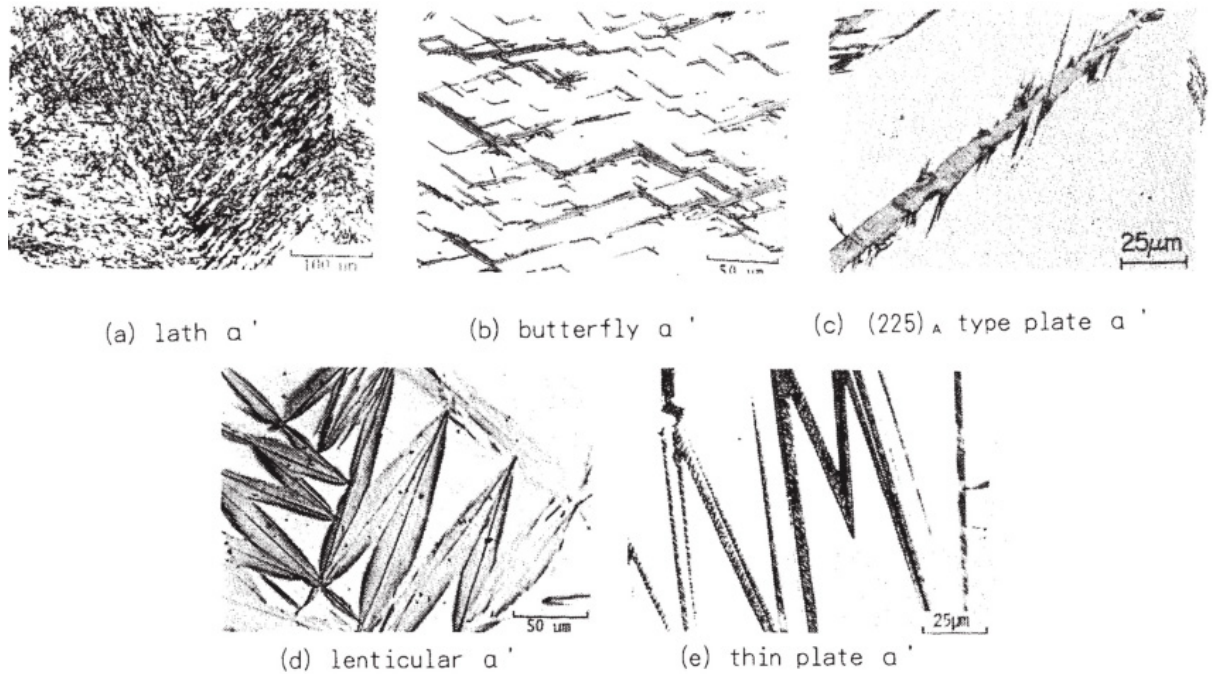 100 μm
50 μm
25μm
(a) lath α'
(b) butterfly α'
(c) (225)A type plate α'
50 μm
25μm
(d) lenticular α'
(e) thin plate α'